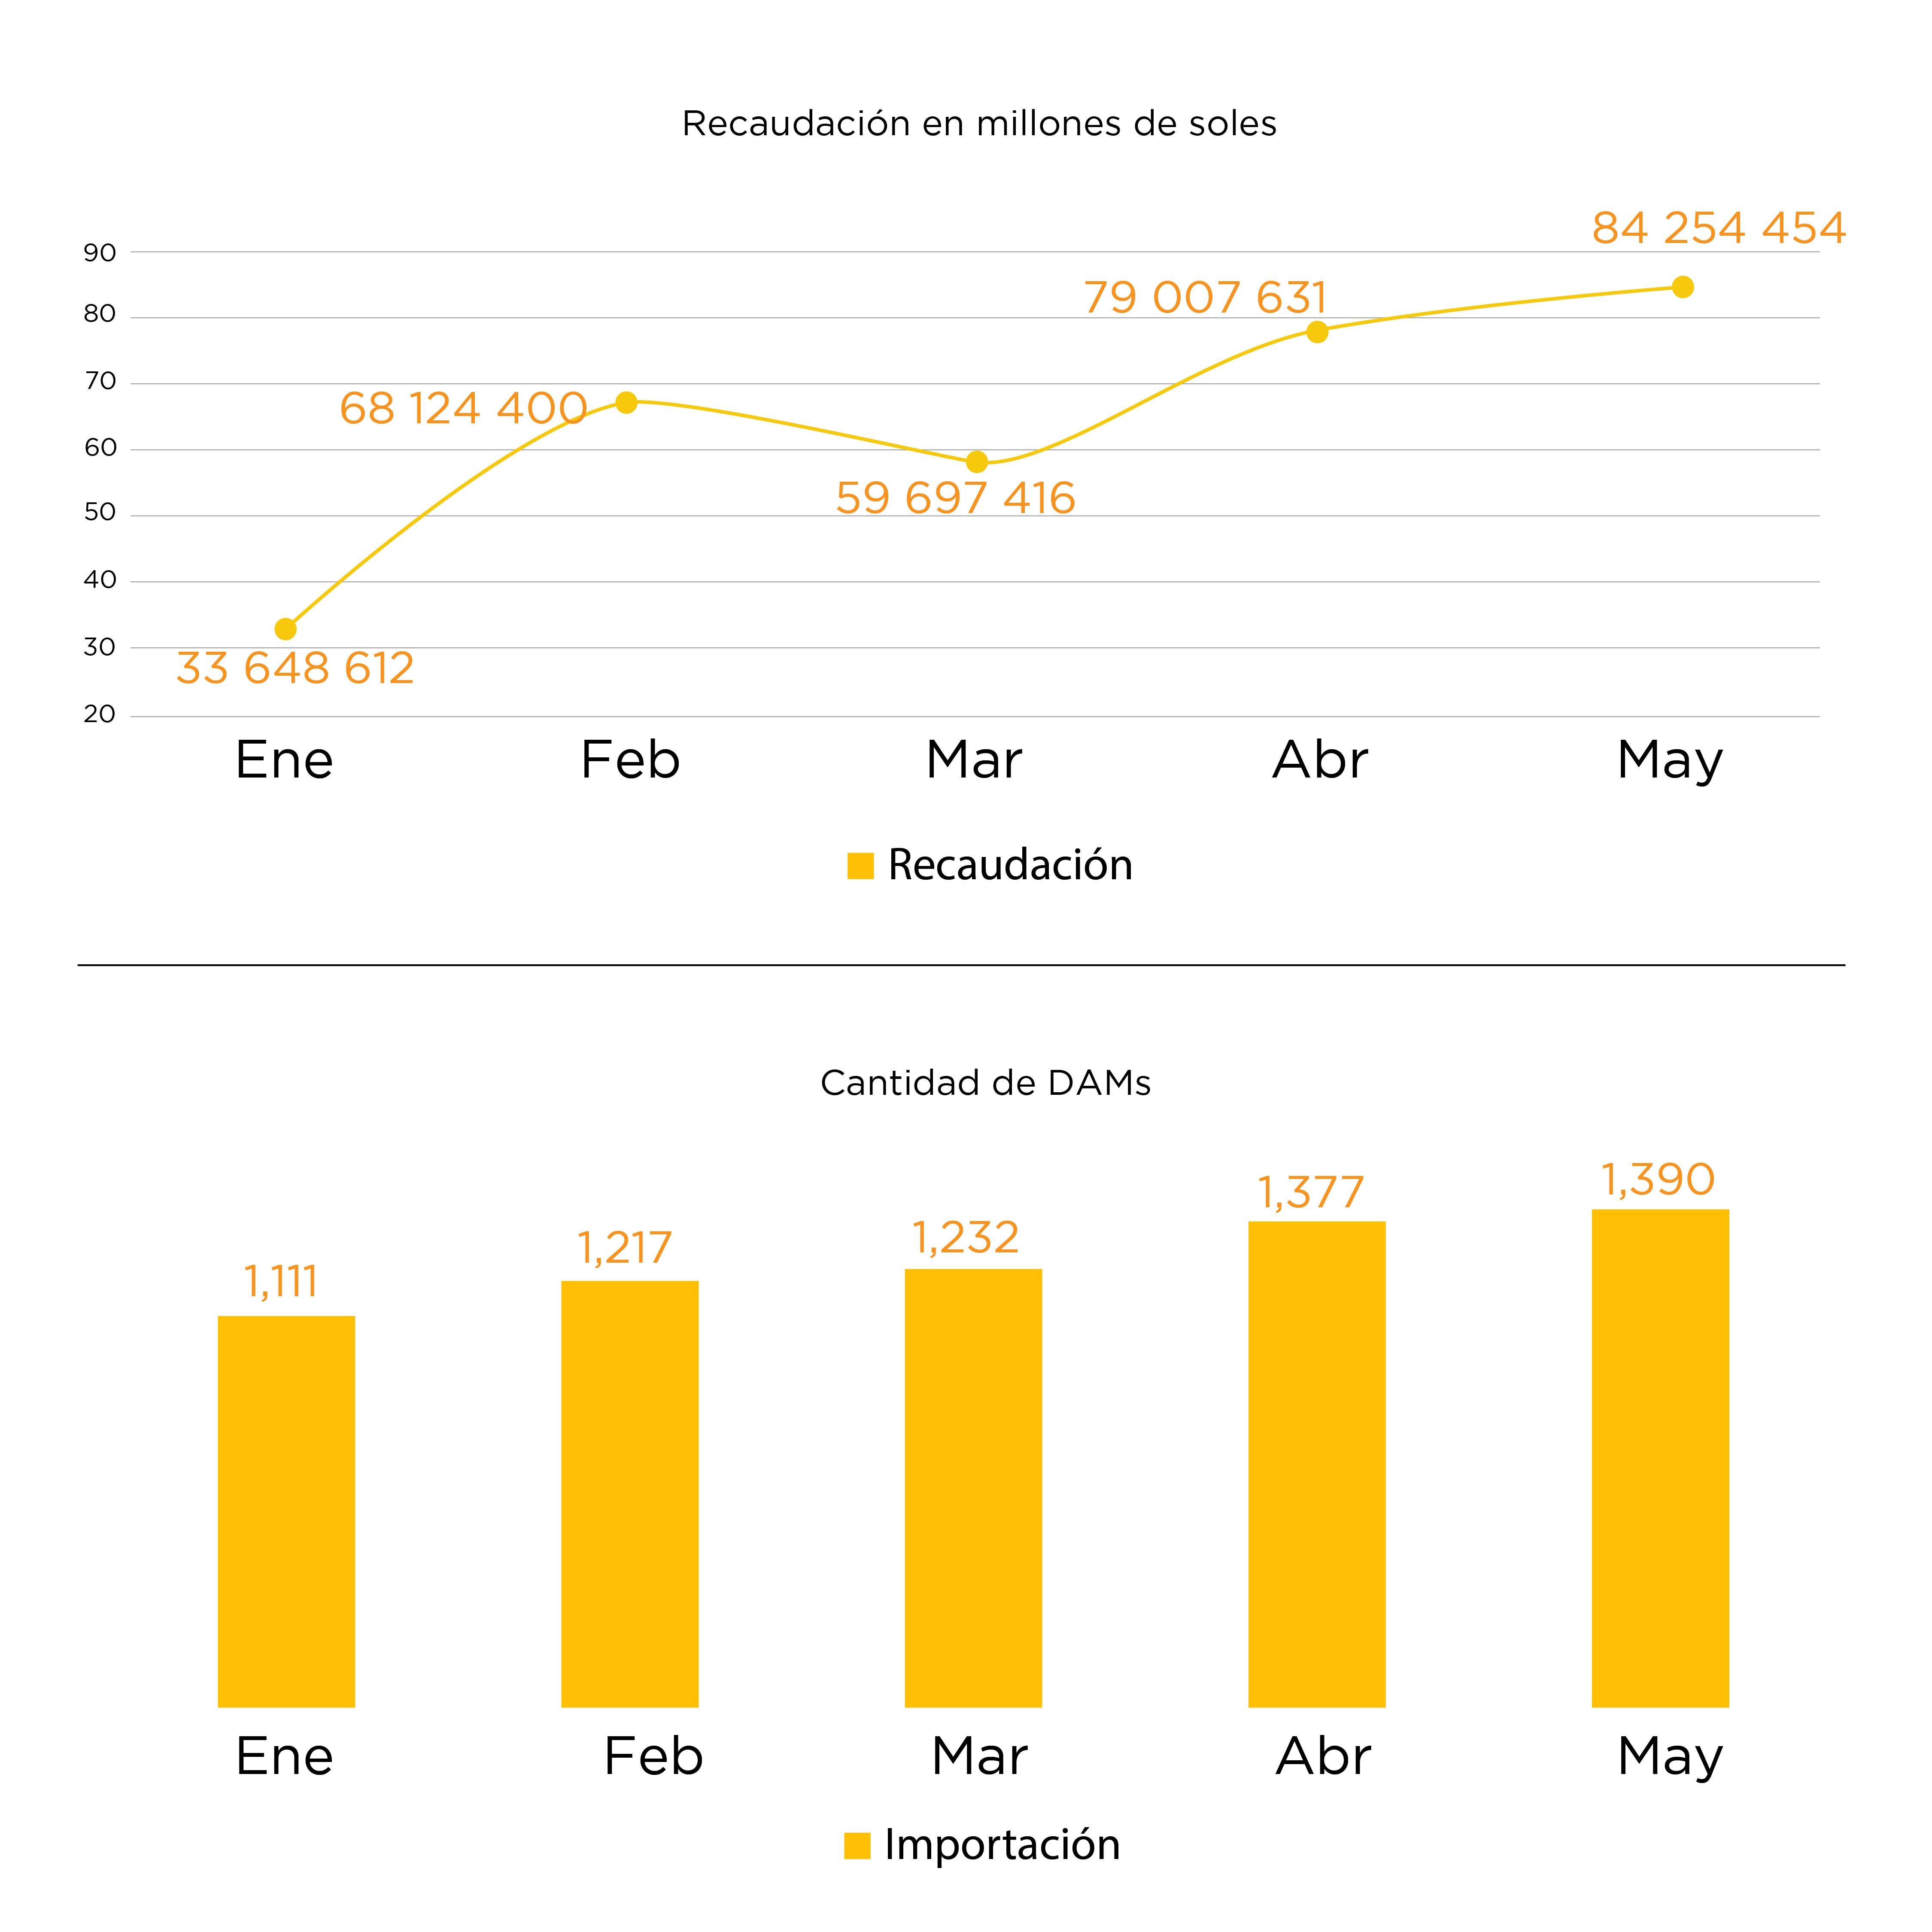 Recaudación en millones de soles
90
80
70
60
50
40
30
20
33 648 612
68 124 400
59 697 416
79 007 631
84 254 454
Ene Feb Mar Abr May
Recaudación
Cantidad de DAMs
1,111
1,217
1,232
1,377
1,390
Ene Feb Mar Abr May
Importación